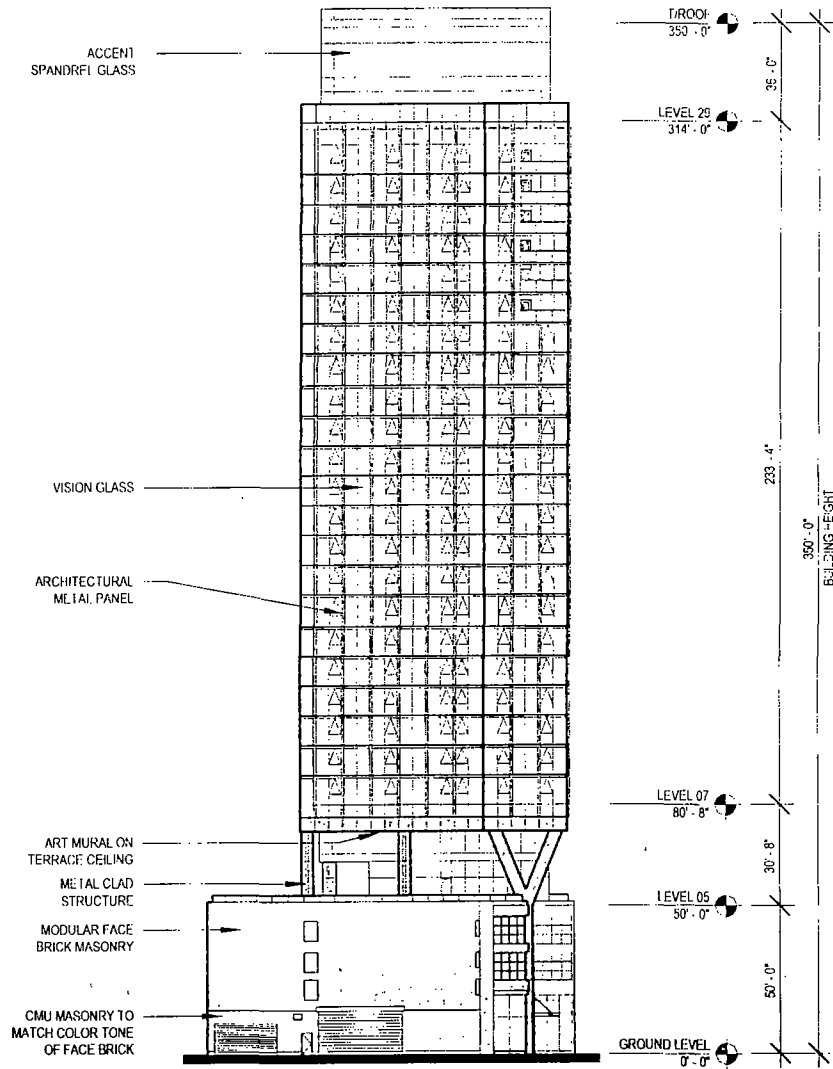 ACCENT
SPANDREL GLASS
VISION GLASS
ARCHITECTURAL
METAL PANEL
ART MURAL ON
TERRACE CEILING
METAL CLAD
STRUCTURE
MODULAR FACE
BRICK MASONRY
CMU MASONRY TO
MATCH COLOR TONE
OF FACE BRICK
T/ROOF
350' - 0"
LEVEL 29
314' - 0"
LEVEL 07
80' - 8"
LEVEL 05
50' - 0"
GROUND LEVEL
0' - 0"
36' - 0"
233' - 4"
30' - 8"
50' - 0"
350' - 0"
BUILDING HEIGHT